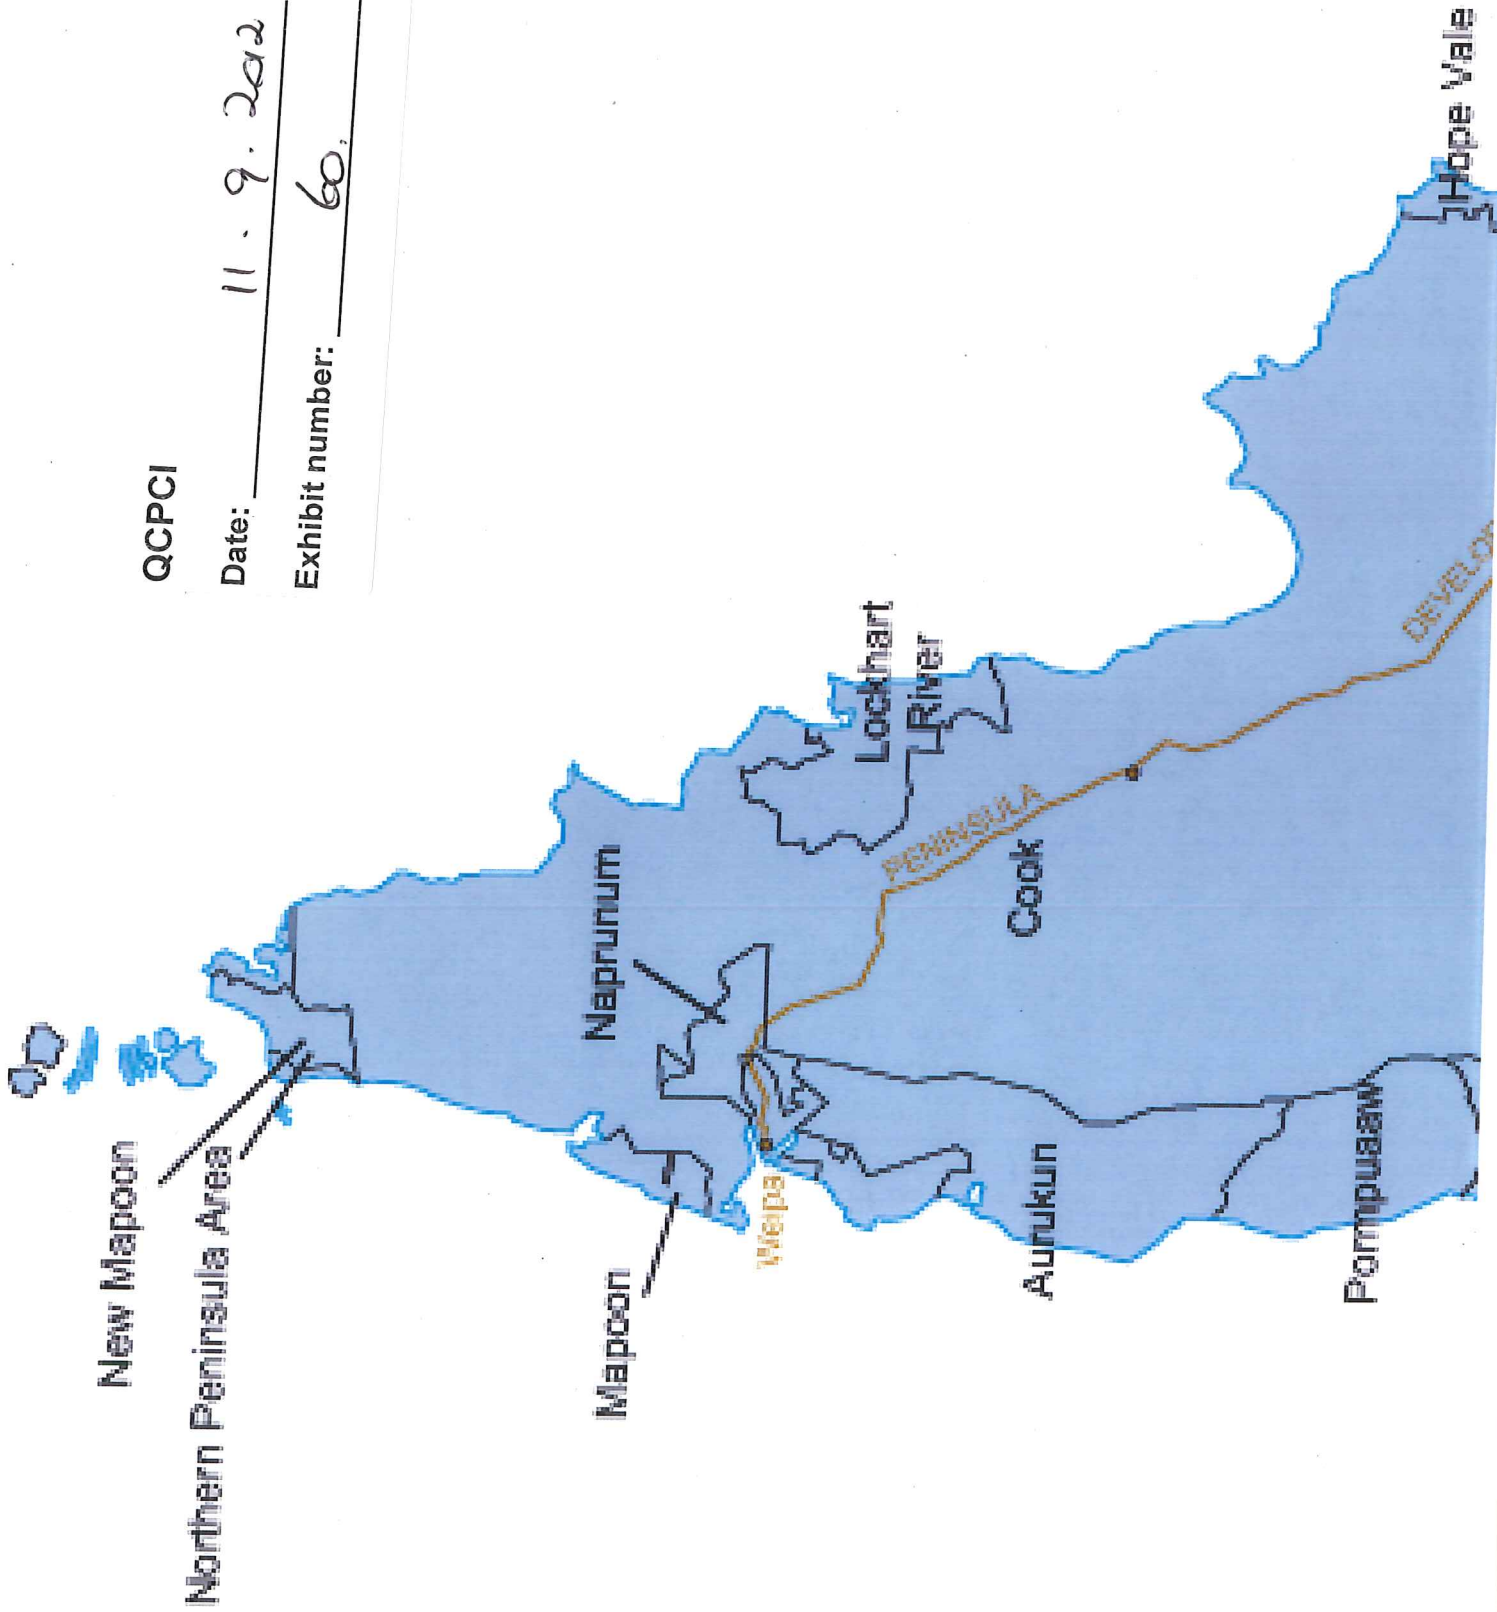 QCPCI
Date: 11. 9. 2012
Exhibit number: 60.
New Mapoon
Northern Peninsula Area
Mapoon
Napranum
Weipa
Lockhart
River
PENINSULA
Cook
Aurukun
Pormpuraaw
DEVELO
Hope Vale